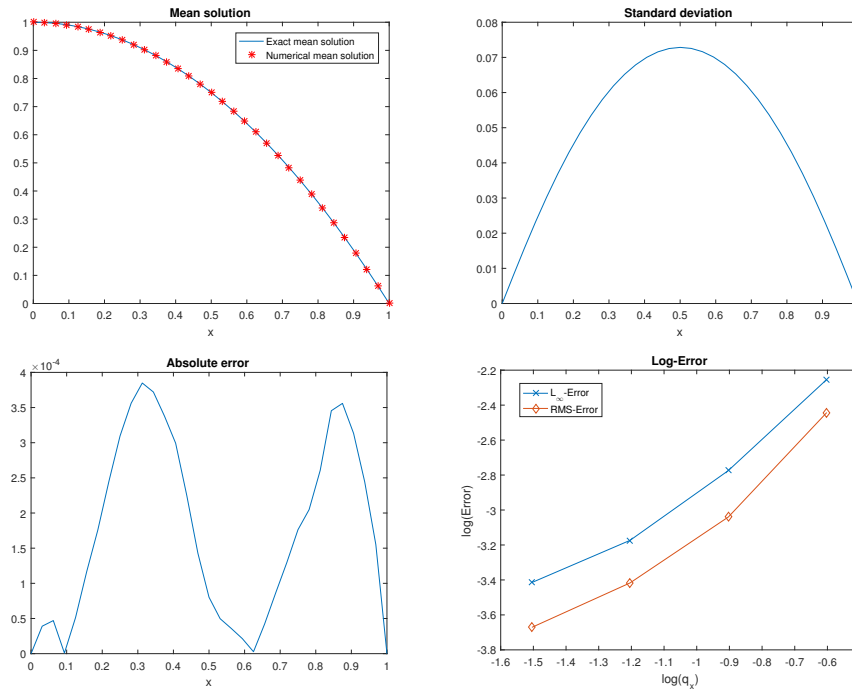 Mean solution
1
0.9
0.8
0.7
0.6
0.5
0.4
0.3
0.2
0.1
0
0 0.1 0.2 0.3 0.4 0.5 0.6 0.7 0.8 0.9 1
x
Exact mean solution
Numerical mean solution
Standard deviation
0.08
0.07
0.06
0.05
0.04
0.03
0.02
0.01
0
0 0.1 0.2 0.3 0.4 0.5 0.6 0.7 0.8 0.9
x
Absolute error
×10-4
4
3.5
3
2.5
2
1.5
1
0.5
0
0 0.1 0.2 0.3 0.4 0.5 0.6 0.7 0.8 0.9 1
x
Log-Error
-2.2
-2.4
-2.6
-2.8
-3
-3.2
-3.4
-3.6
-3.8
log(Error)
-1.6 -1.5 -1.4 -1.3 -1.2 -1.1 -1 -0.9 -0.8 -0.7 -0.6 -0.5
log(qx)
L∞-Error
RMS-Error